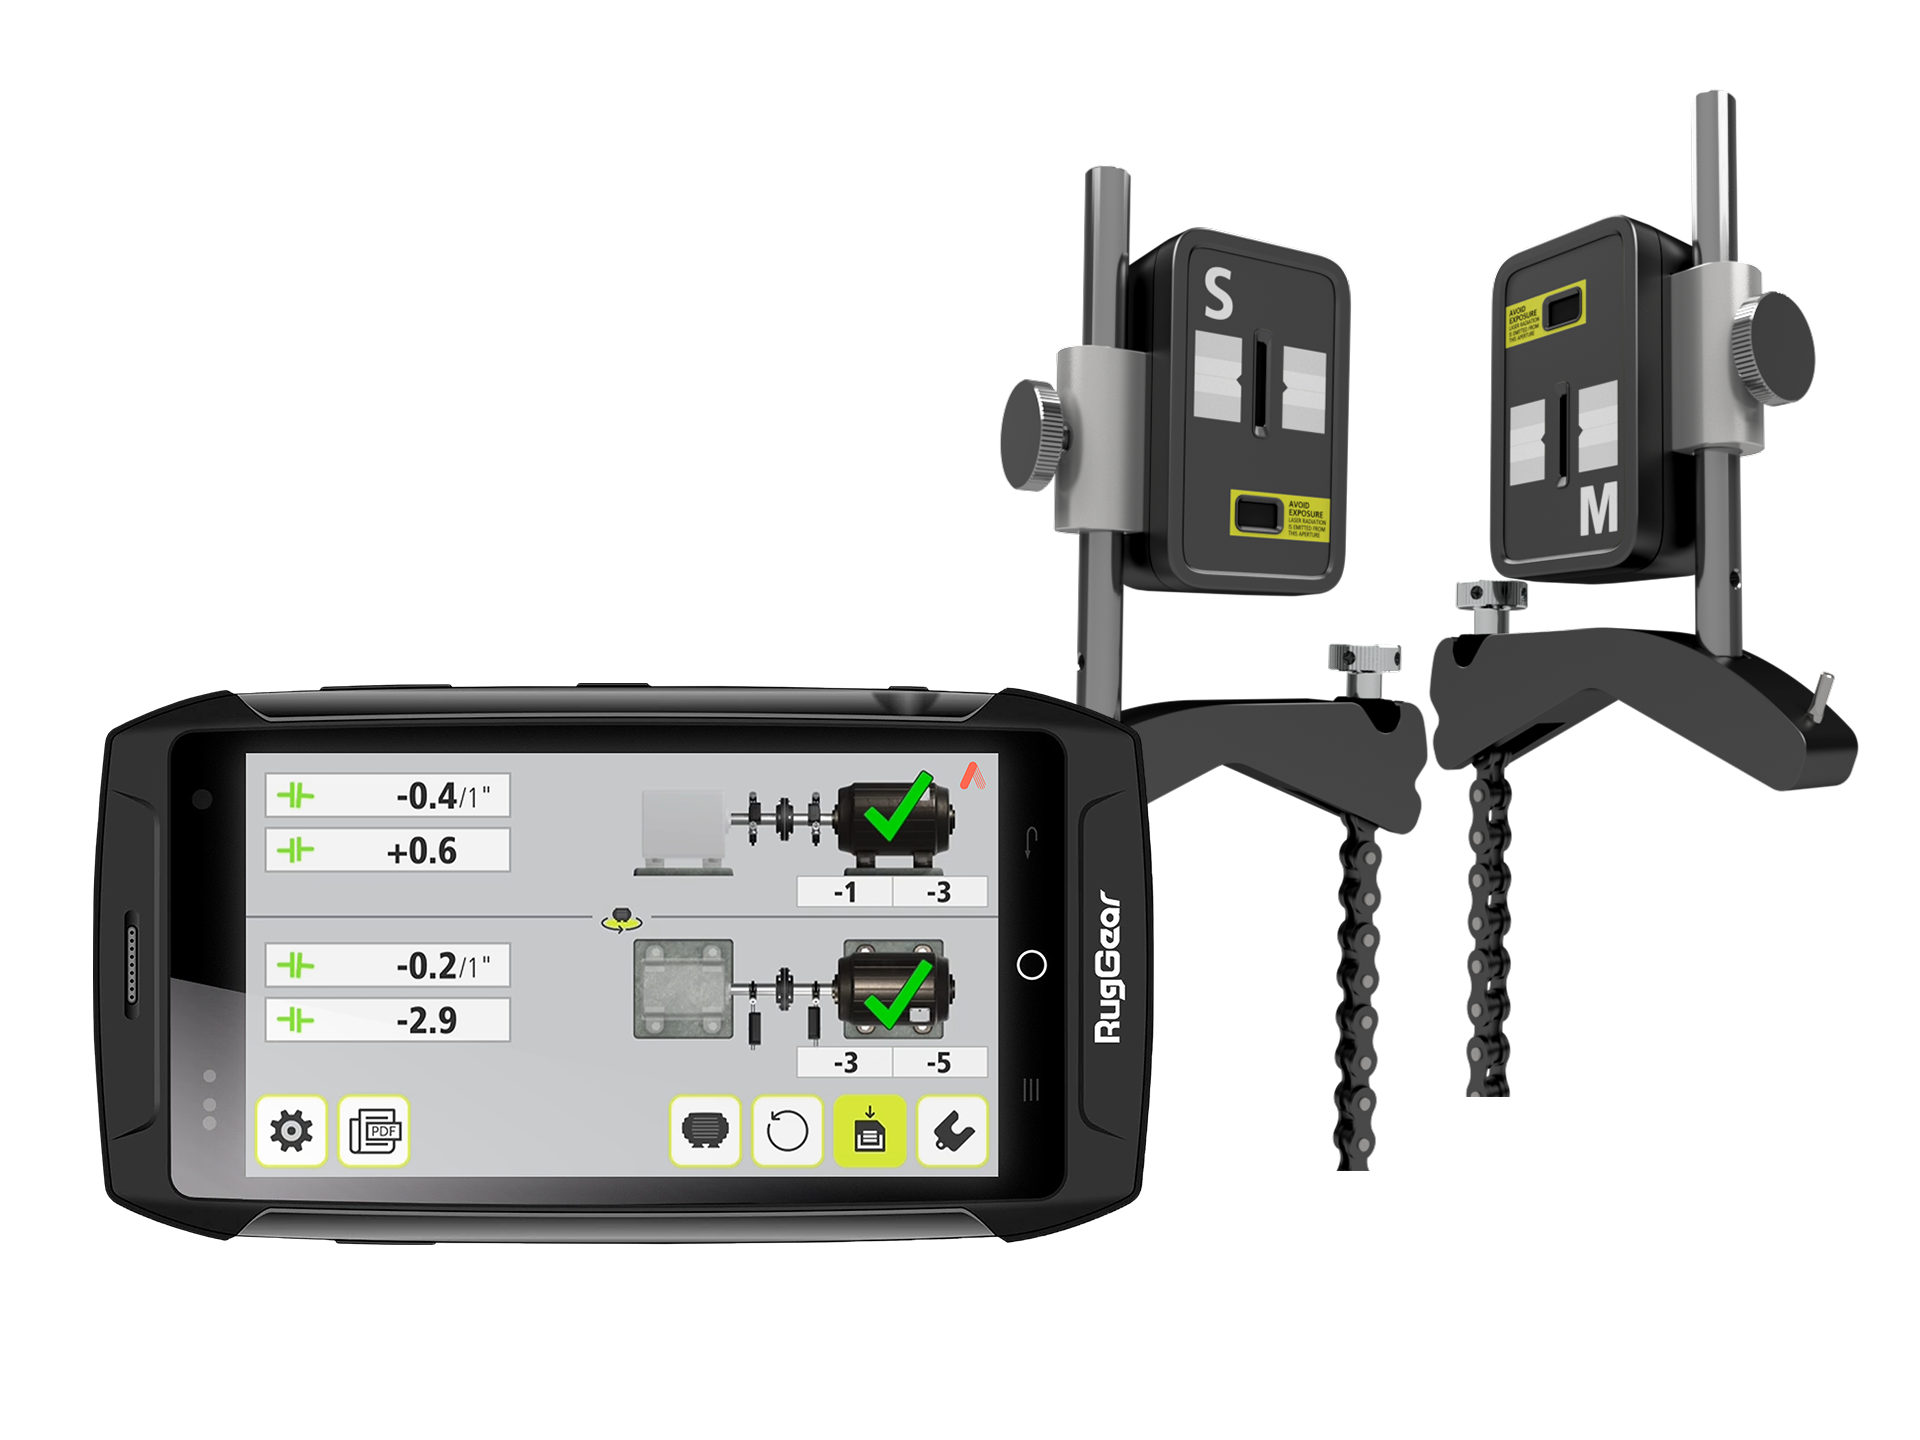 S
AVOID
EXPOSURE
LASER RADIATION
IS EMITTED FROM
THIS APERTURE
AVOID
EXPOSURE
LASER RADIATION
IS EMITTED FROM
THIS APERTURE
M
-0.4/1"
+0.6
-1 -3
-0.2/1"
-2.9
-3 -5
PDF
RugGear